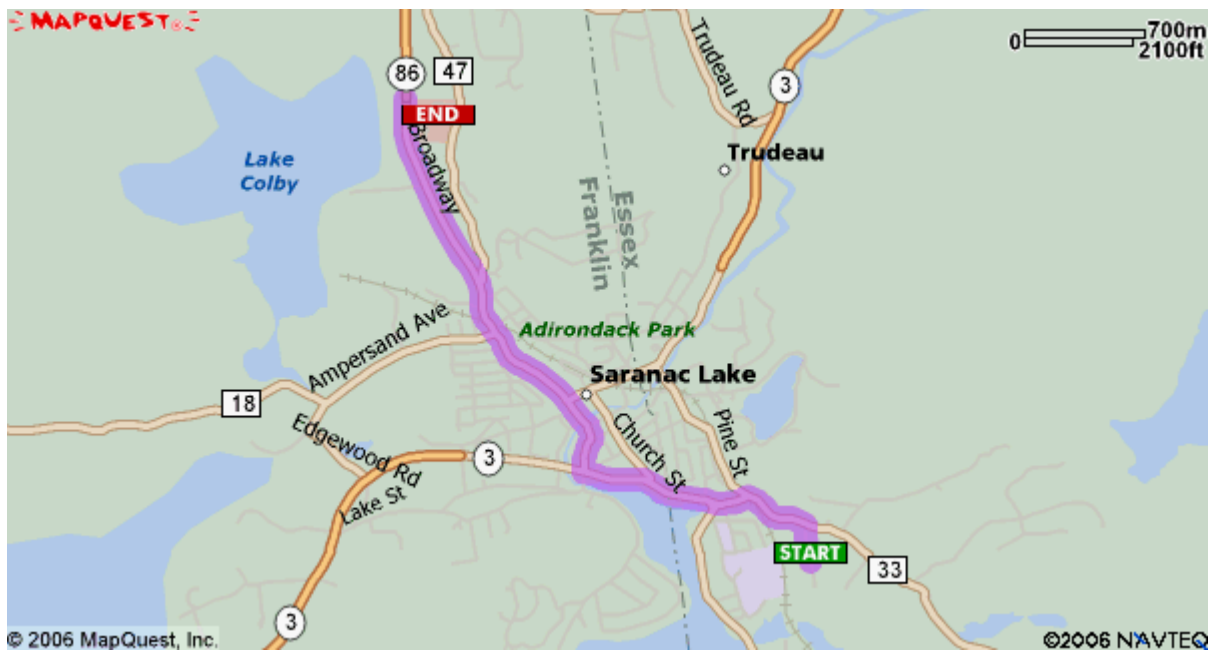 MAPQUEST
700m
0
2100ft
86
47
3
END
Trudeau Rd
Broadway
Trudeau
Lake
Colby
Essex
Franklin
Adirondack Park
Ampersand Ave
Saranac Lake
18
Edgewood Rd
Church St
Pine St
3
Lake St
START
33
3
© 2006 MapQuest, Inc.
©2006 NAVTEQ